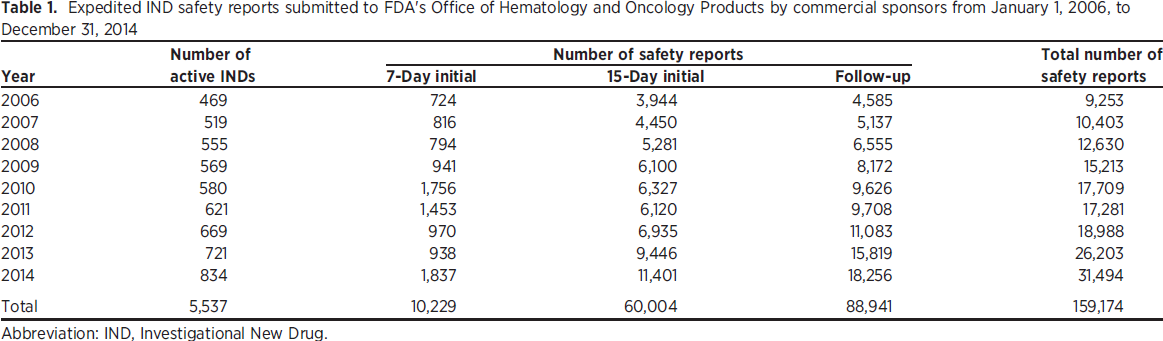 Table 1. Expedited IND safety reports submitted to FDA's Office of Hematology and Oncology Products by commercial sponsors from January 1, 2006, to
December 31, 2014
Number of Number of safety reports Total number of
Year active INDs 7-Day initial 15-Day initial Follow-up safety reports
2006 469 724 3,944 4,585 9,253
2007 519 816 4,450 5,137 10,403
2008 555 794 5,281 6,555 12,630
2009 569 941 6,100 8,172 15,213
2010 580 1,756 6,327 9,626 17,709
2011 621 1,453 6,120 9,708 17,281
2012 669 970 6,935 11,083 18,988
2013 721 938 9,446 15,819 26,203
2014 834 1,837 11,401 18,256 31,494
Total 5,537 10,229 60,004 88,941 159,174
Abbreviation: IND, Investigational New Drug.